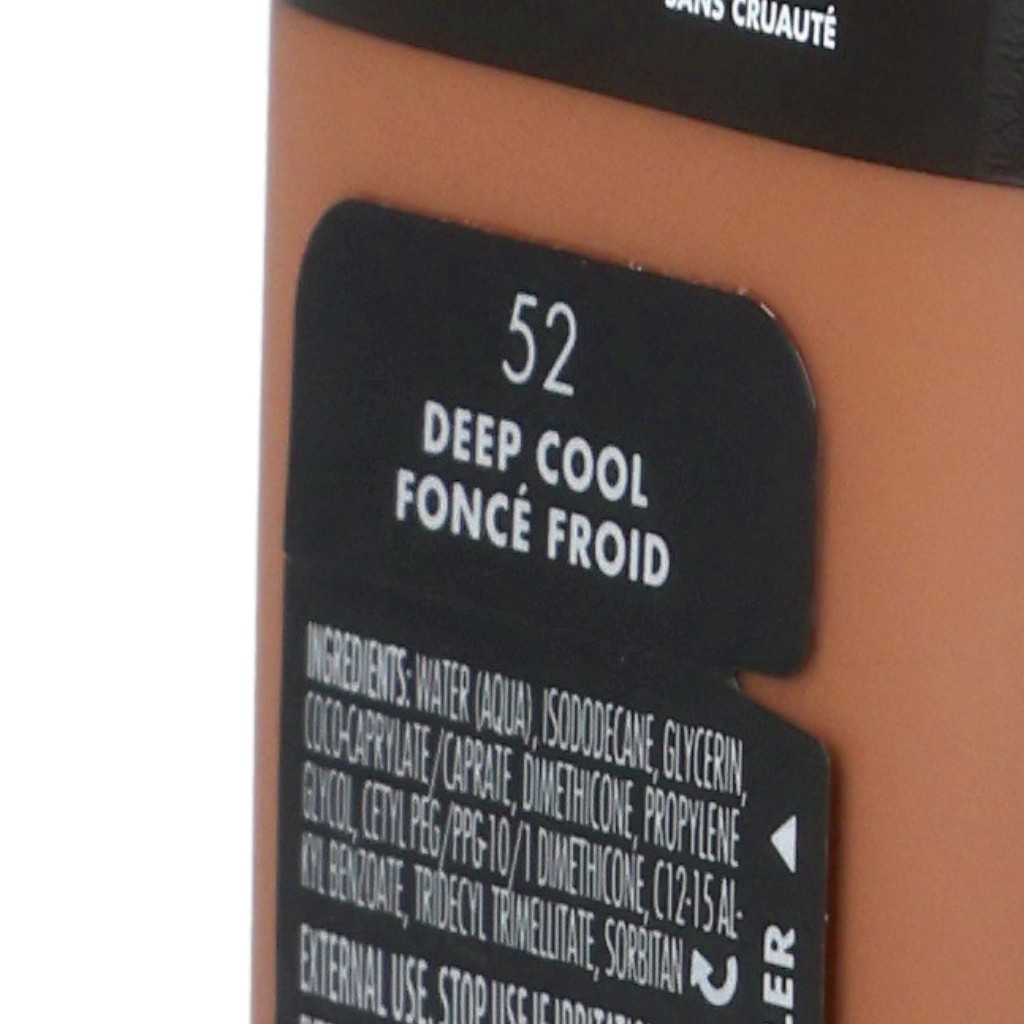 SANS CRUAUTÉ
52
DEEP COOL
FONCÉ FROID
INGREDIENTS: WATER (AQUA), ISODODECANE, GLYCERIN,
COCO-CAPRYLATE/CAPRATE, DIMETHICONE, PROPYLENE
GLYCOL, CETYL PEG/PPG-10/1 DIMETHICONE, C12-15 AL-
KYL BENZOATE, TRIDECYL TRIMELLITATE, SORBITAN
EXTERNAL USE. STOP USE IF
LER